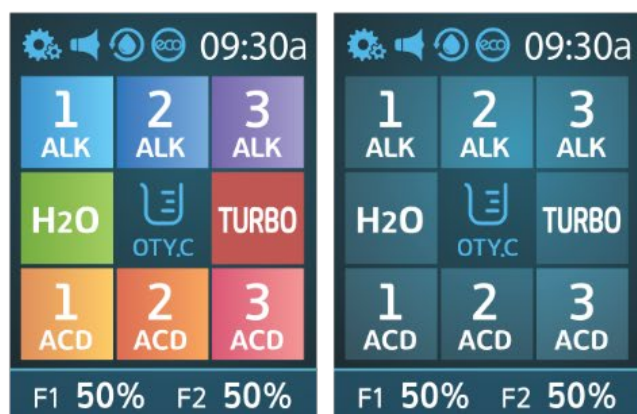 eco 09:30a
1 2 3
ALK ALK ALK
H2O TURBO
OTY.C
1 2 3
ACD ACD ACD
F1 50% F2 50%
eco 09:30a
1 2 3
ALK ALK ALK
H2O TURBO
OTY.C
1 2 3
ACD ACD ACD
F1 50% F2 50%